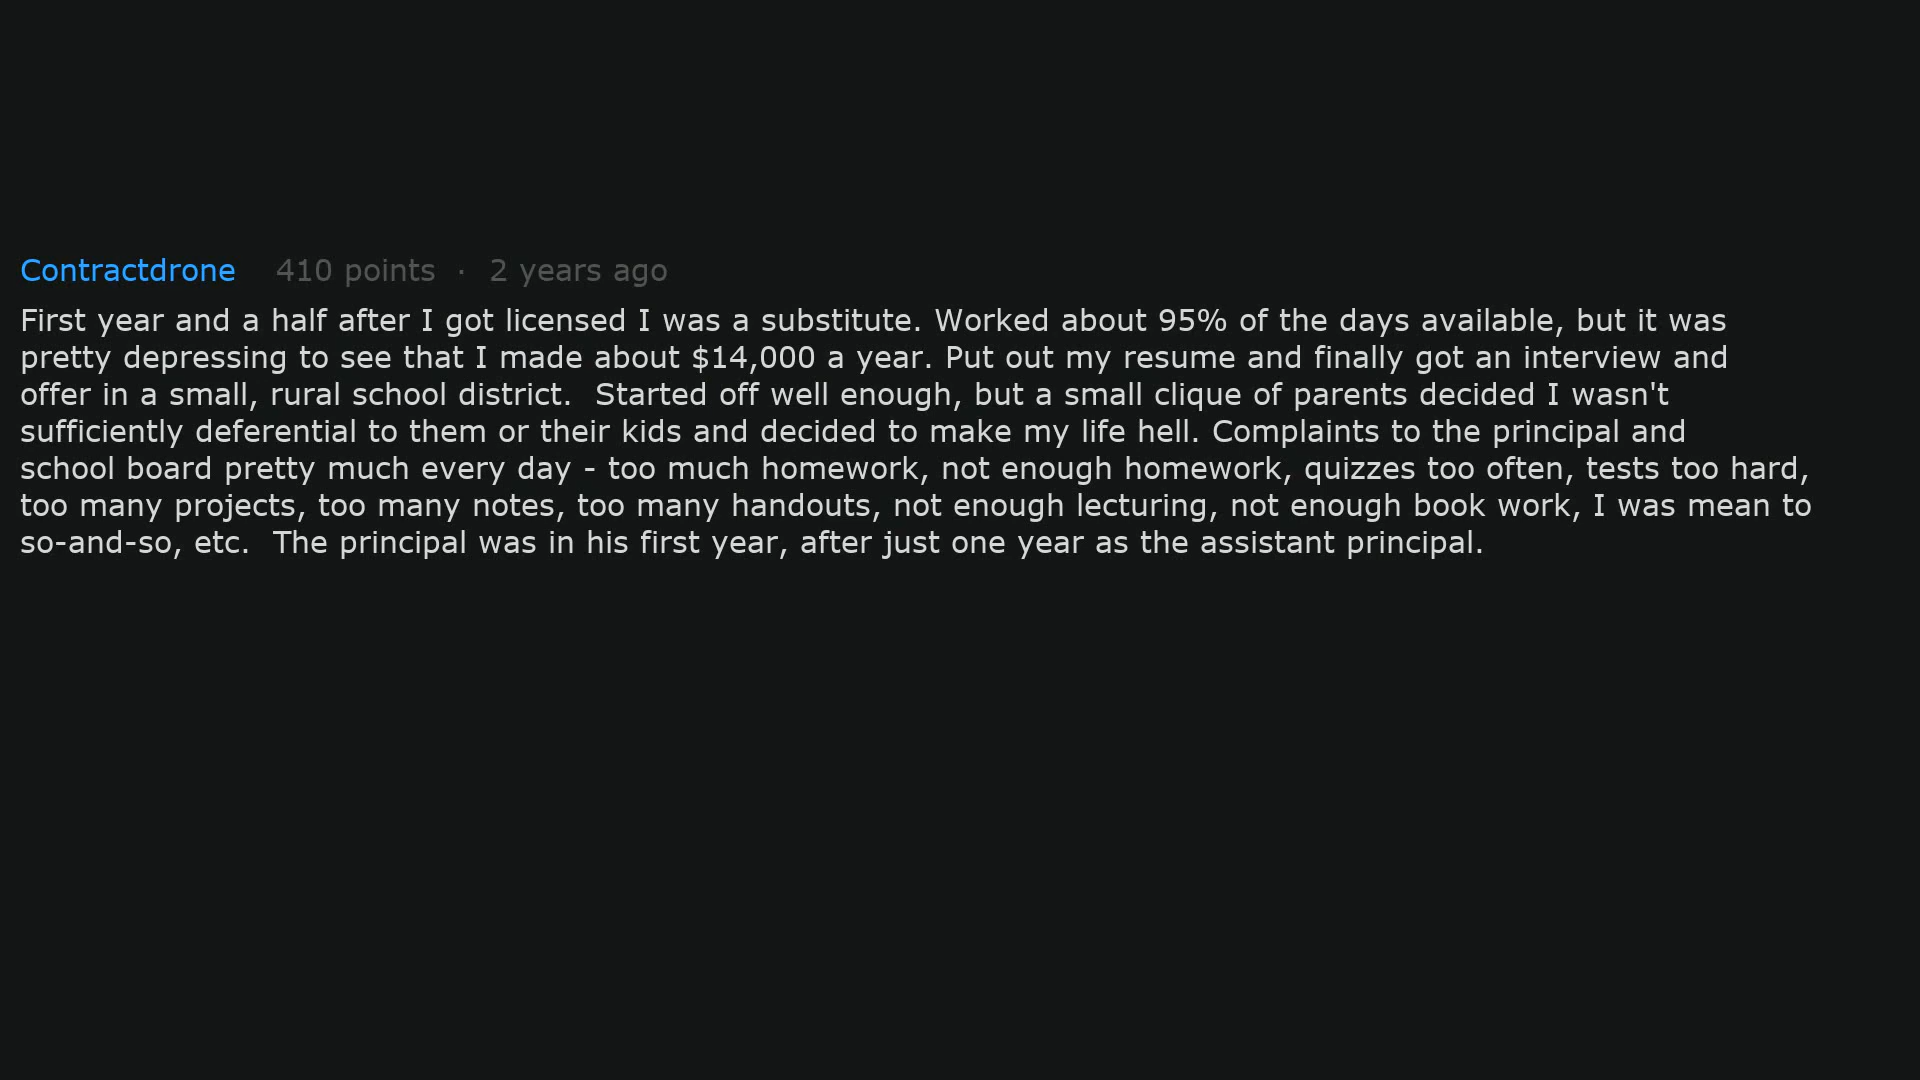 Contractdrone 410 points · 2 years ago
First year and a half after I got licensed I was a substitute. Worked about 95% of the days available, but it was
pretty depressing to see that I made about $14,000 a year. Put out my resume and finally got an interview and
offer in a small, rural school district.  Started off well enough, but a small clique of parents decided I wasn't
sufficiently deferential to them or their kids and decided to make my life hell. Complaints to the principal and
school board pretty much every day - too much homework, not enough homework, quizzes too often, tests too hard,
too many projects, too many notes, too many handouts, not enough lecturing, not enough book work, I was mean to
so-and-so, etc.  The principal was in his first year, after just one year as the assistant principal.